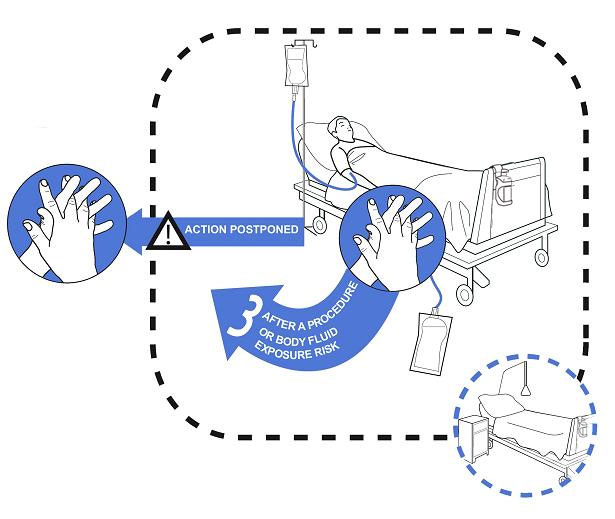 ACTION POSTPONED
3
AFTER A PROCEDURE
OR BODY FLUID
EXPOSURE RISK